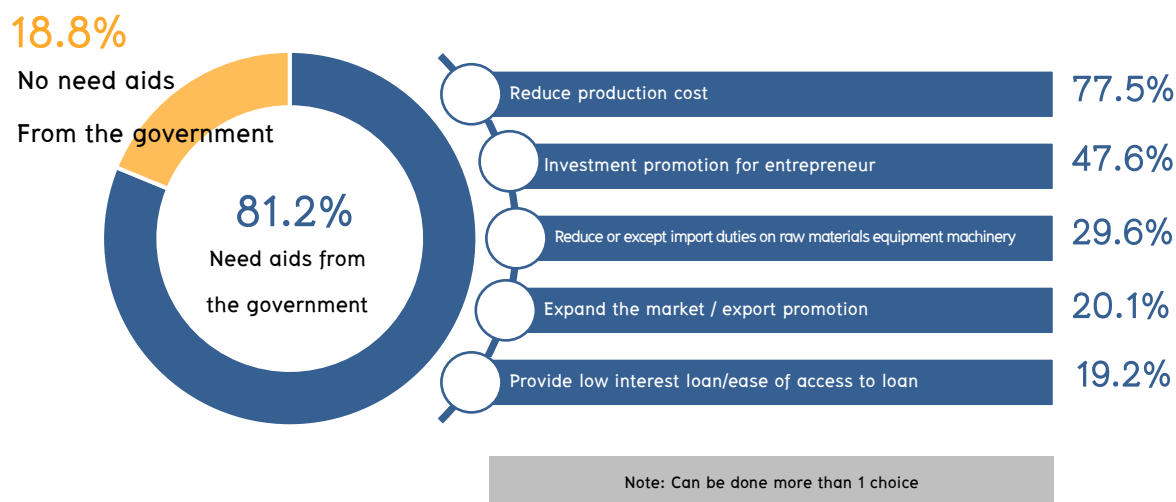 18.8%
No need aids
From the government
81.2%
Need aids from
the government
Reduce production cost
77.5%
Investment promotion for entrepreneur
47.6%
Reduce or except import duties on raw materials equipment machinery
29.6%
Expand the market / export promotion
20.1%
Provide low interest loan/ease of access to loan
19.2%
Note: Can be done more than 1 choice